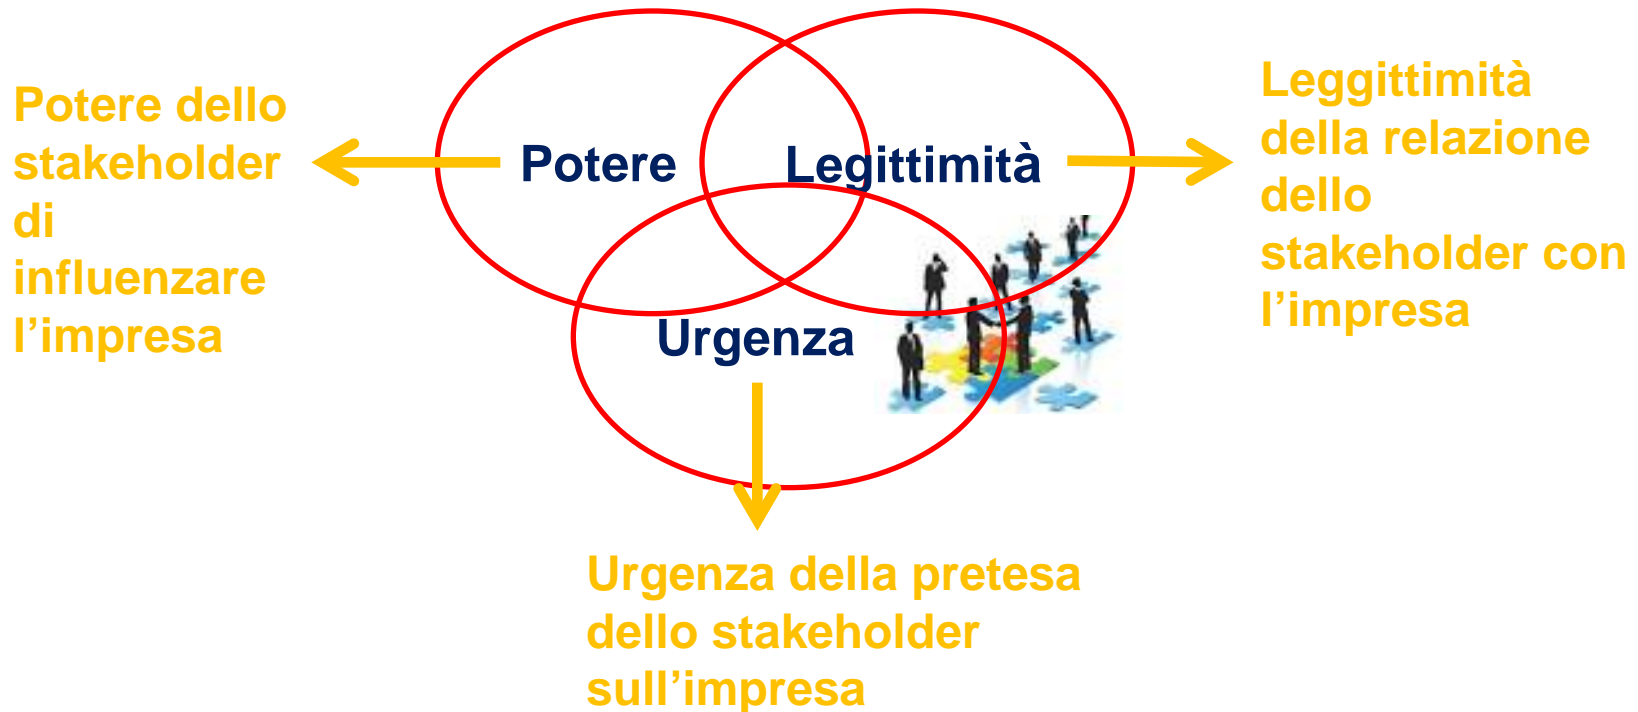 Potere dello
stakeholder
di
influenzare
l’impresa
Potere
Legittimità
Leggittimità
della relazione
dello
stakeholder con
l’impresa
Urgenza
Urgenza della pretesa
dello stakeholder
sull’impresa